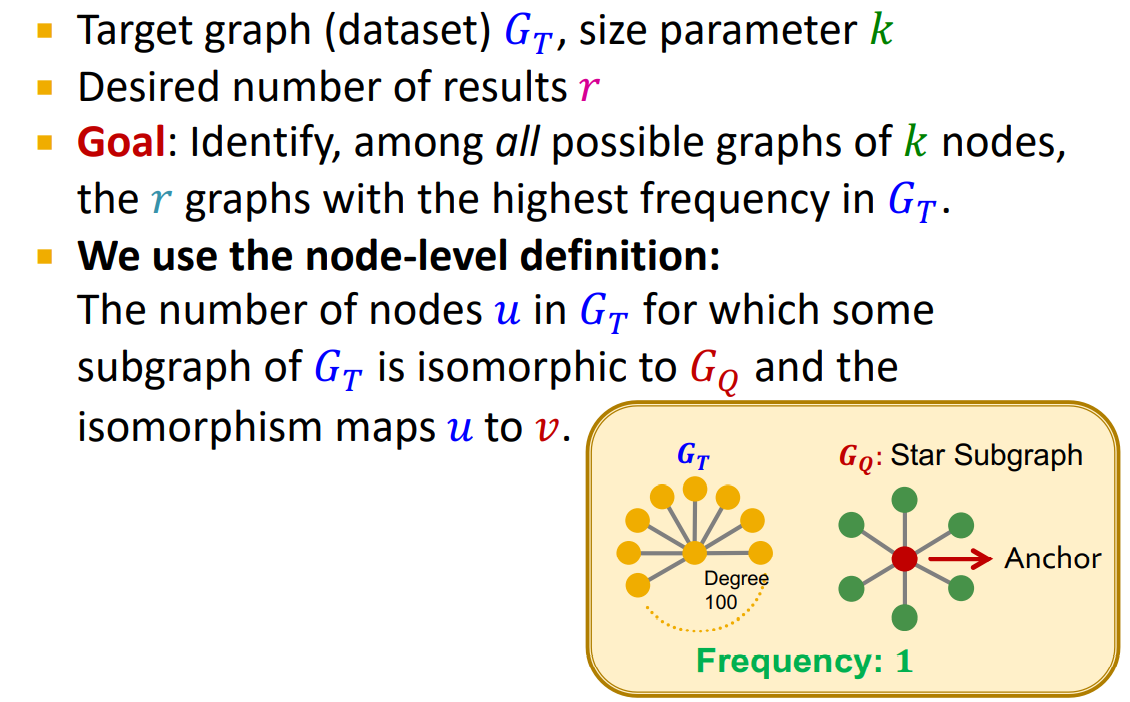 Target graph (dataset) G_T, size parameter k
Desired number of results r
Goal: Identify, among all possible graphs of k nodes,
the r graphs with the highest frequency in G_T.
We use the node-level definition:
The number of nodes u in G_T for which some
subgraph of G_T is isomorphic to G_Q and the
isomorphism maps u to v.
G_T
G_Q: Star Subgraph
Anchor
Degree
100
Frequency: 1